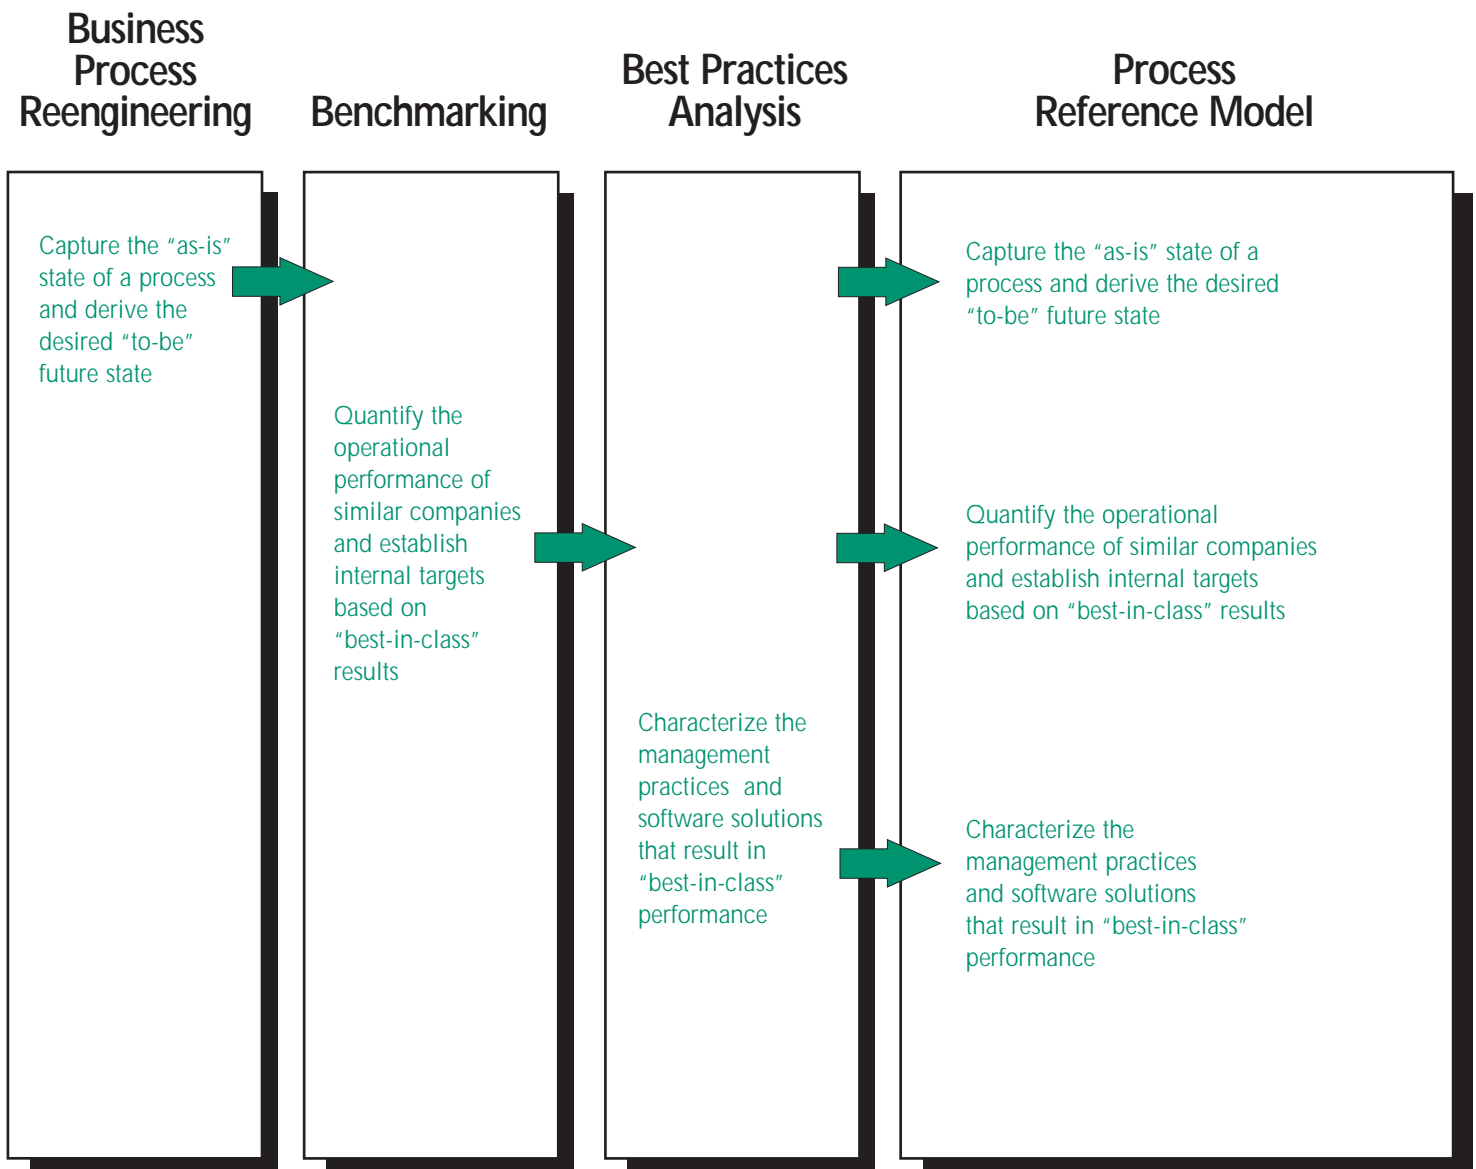 Business
Process
Reengineering
Benchmarking
Best Practices
Analysis
Process
Reference Model
Capture the “as-is”
state of a process
and derive the
desired “to-be”
future state
Quantify the
operational
performance of
similar companies
and establish
internal targets
based on
“best-in-class”
results
Characterize the
management
practices and
software solutions
that result in
“best-in-class”
performance
Capture the “as-is” state of a
process and derive the desired
“to-be” future state
Quantify the operational
performance of similar companies
and establish internal targets
based on “best-in-class” results
Characterize the
management practices
and software solutions
that result in “best-in-class”
performance